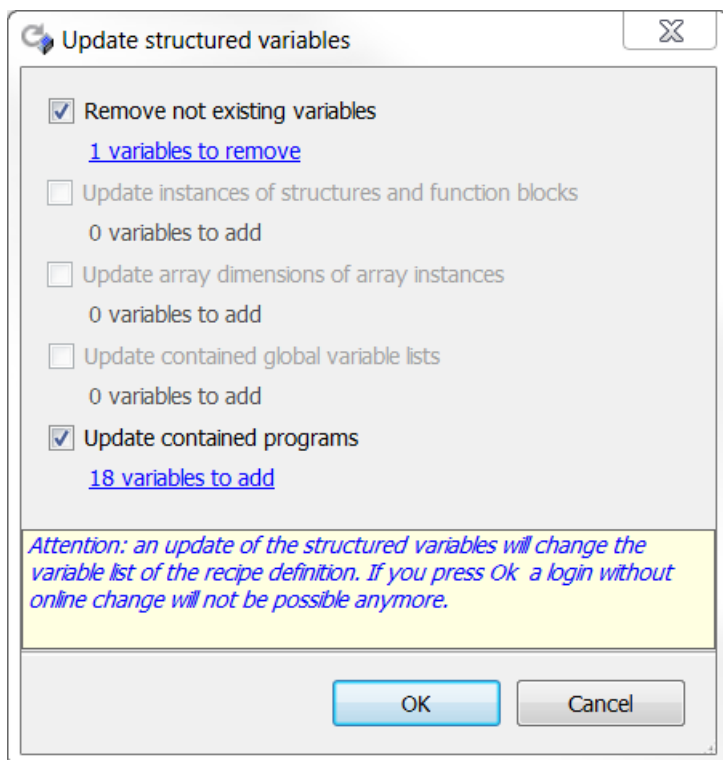 Update structured variables
Remove not existing variables
1 variables to remove
Update instances of structures and function blocks
0 variables to add
Update array dimensions of array instances
0 variables to add
Update contained global variable lists
0 variables to add
Update contained programs
18 variables to add
Attention: an update of the structured variables will change the
variable list of the recipe definition. If you press Ok a login without
online change will not be possible anymore.
OK
Cancel